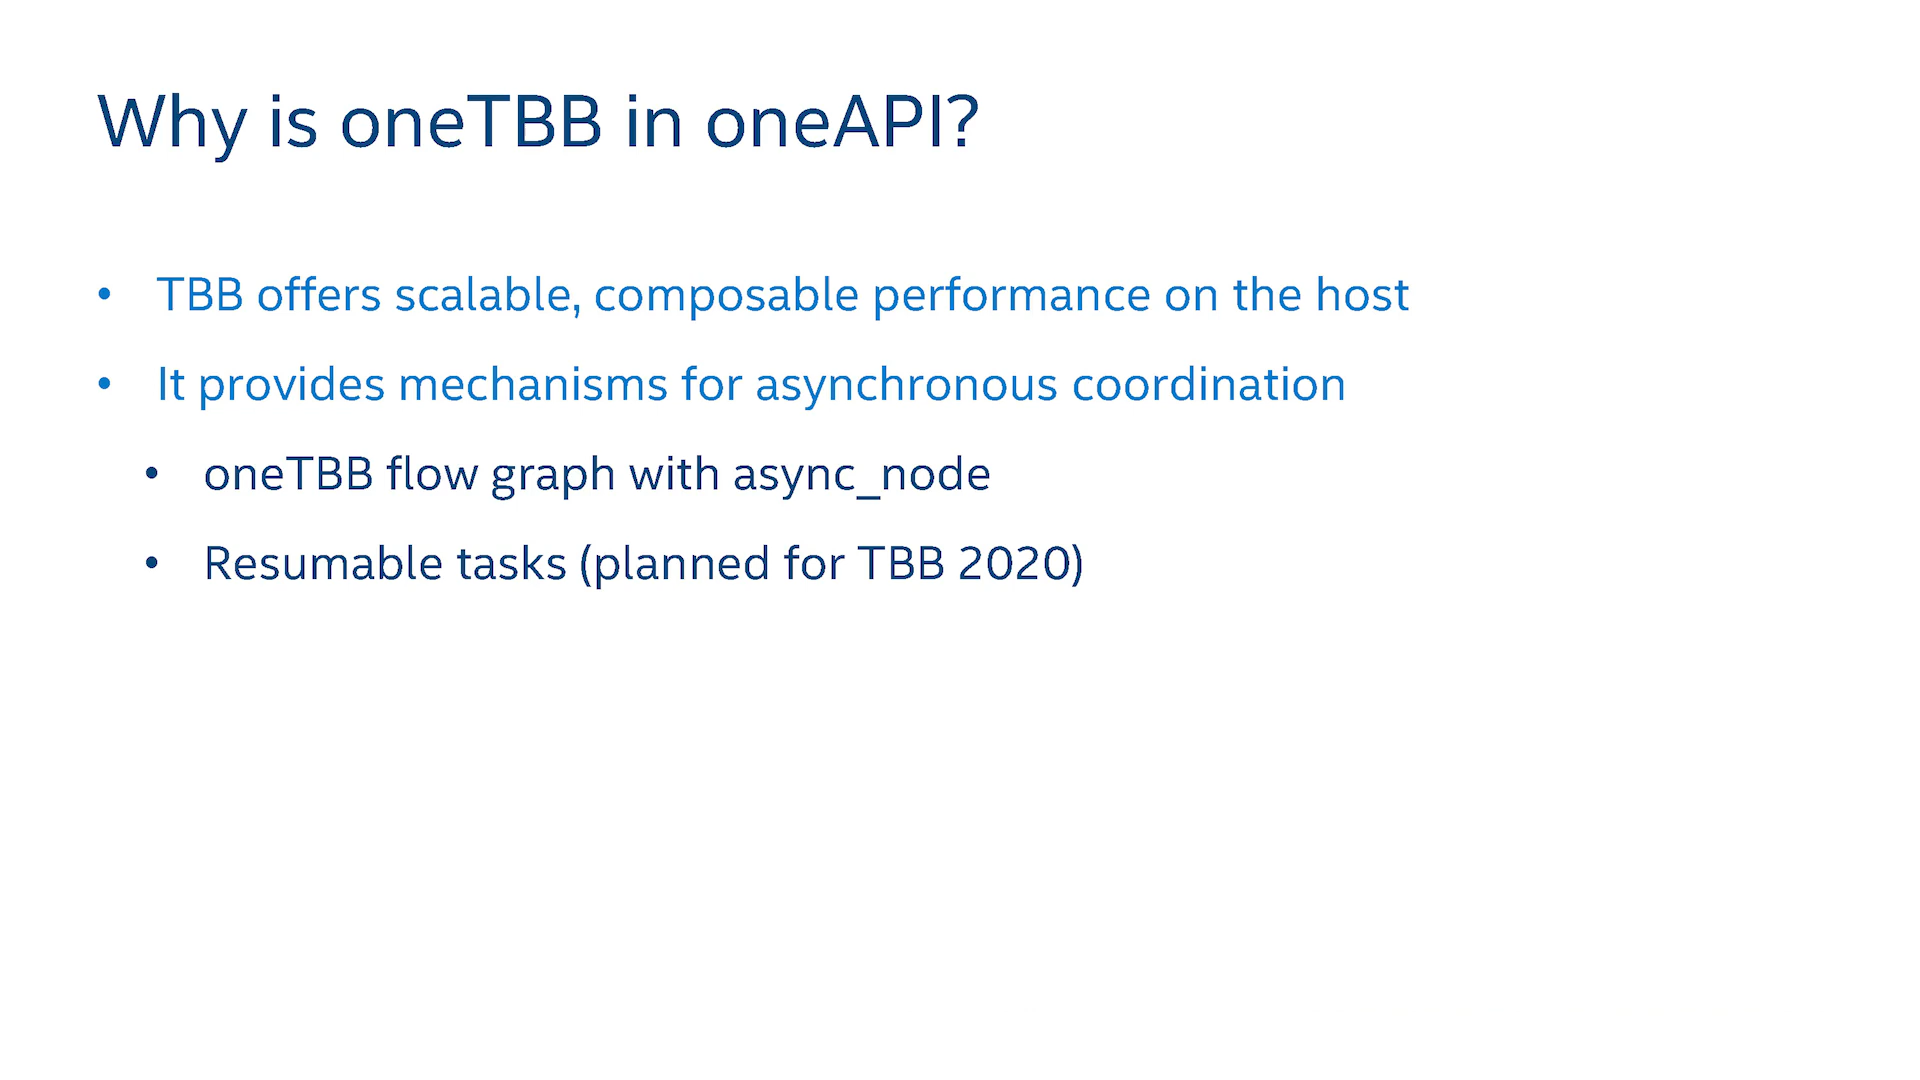 Why is oneTBB in oneAPI?
• TBB offers scalable, composable performance on the host
• It provides mechanisms for asynchronous coordination
• oneTBB flow graph with async_node
• Resumable tasks (planned for TBB 2020)